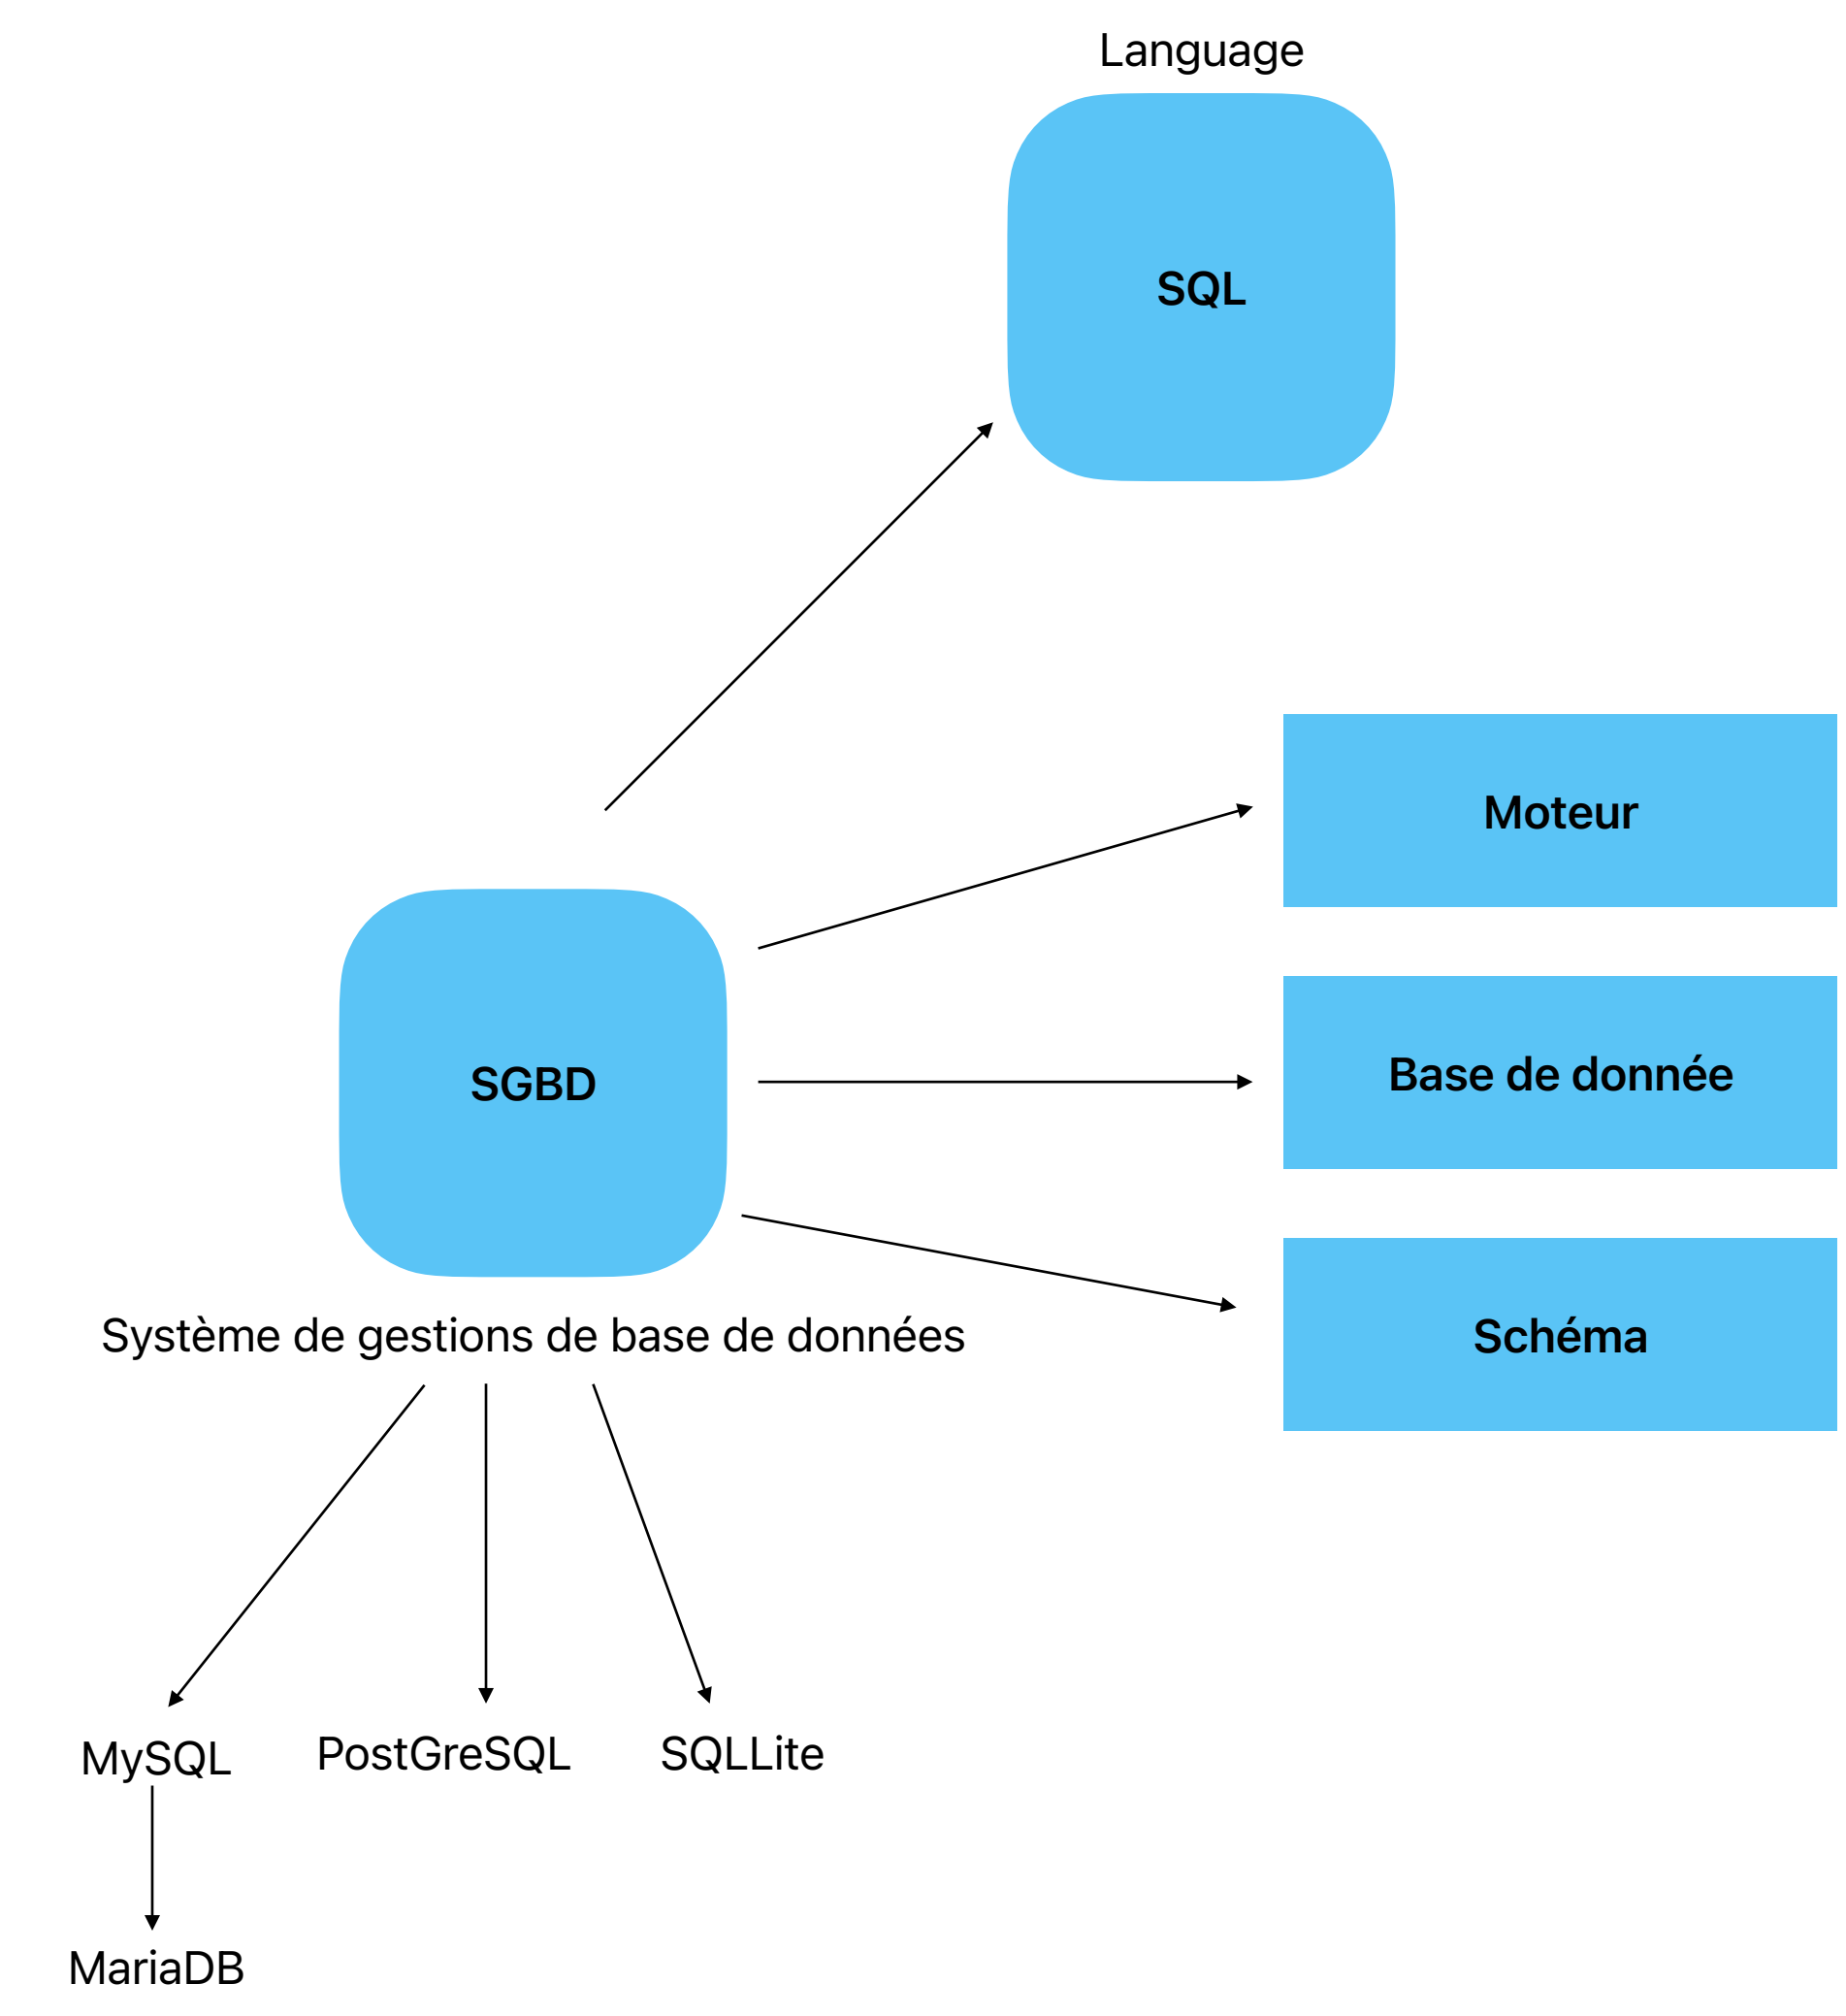 Language
SQL
Moteur
SGBD
Base de donnée
Schéma
Système de gestions de base de données
MySQL
PostGreSQL
SQLLite
MariaDB